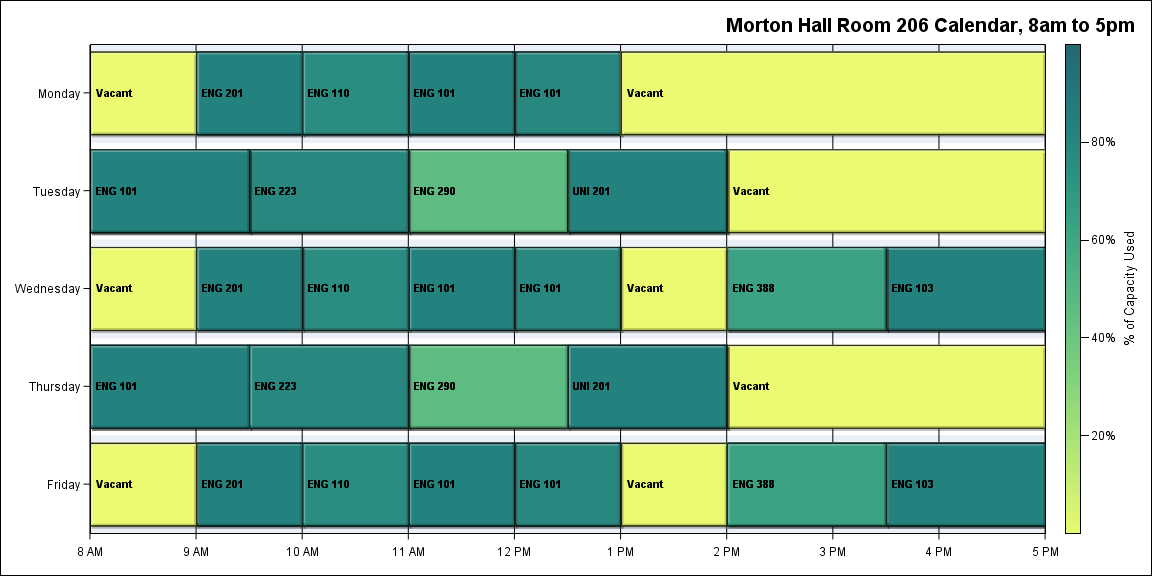 Morton Hall Room 206 Calendar, 8am to 5pm
Monday
Vacant
ENG 201
ENG 110
ENG 101
ENG 101
Vacant
Tuesday
ENG 101
ENG 223
ENG 290
UNI 201
Vacant
Wednesday
Vacant
ENG 201
ENG 110
ENG 101
ENG 101
Vacant
ENG 388
ENG 103
Thursday
ENG 101
ENG 223
ENG 290
UNI 201
Vacant
Friday
Vacant
ENG 201
ENG 110
ENG 101
ENG 101
Vacant
ENG 388
ENG 103
8 AM
9 AM
10 AM
11 AM
12 PM
1 PM
2 PM
3 PM
4 PM
5 PM
80%
60%
40%
20%
% of Capacity Used